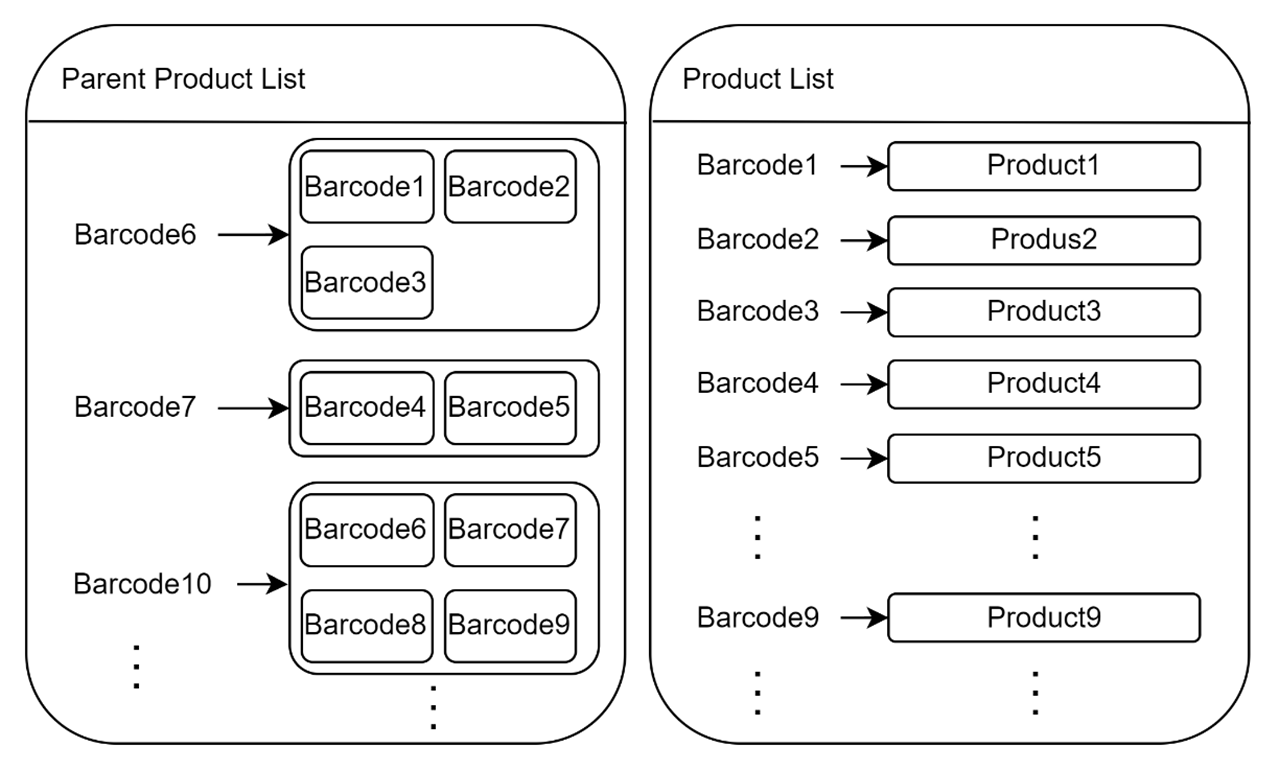 Parent Product List
Barcode6
Barcode1 Barcode2
Barcode3
Barcode7
Barcode4 Barcode5
Barcode10
Barcode6 Barcode7
Barcode8 Barcode9
Product List
Barcode1 Product1
Barcode2 Produs2
Barcode3 Product3
Barcode4 Product4
Barcode5 Product5
Barcode9 Product9